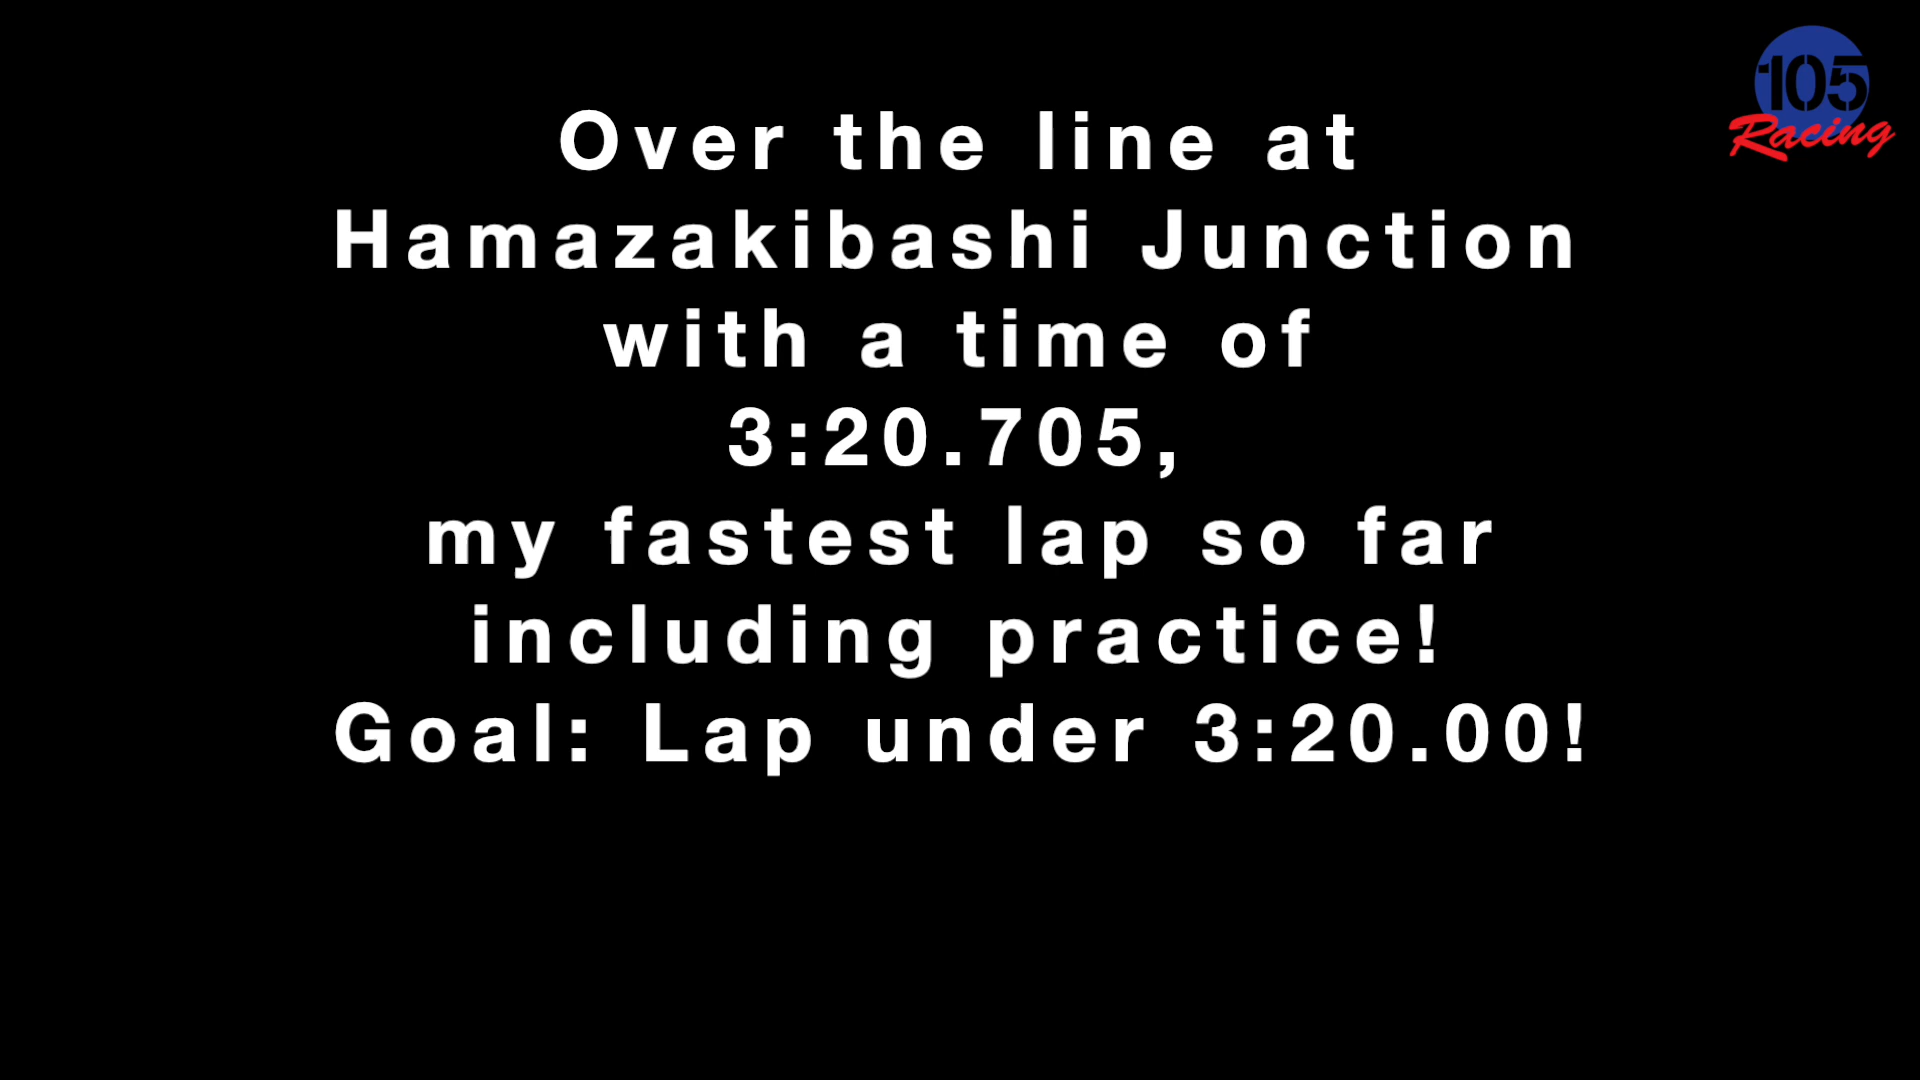 105
Racing
Over the line at
Hamazakibashi Junction
with a time of
3:20.705,
my fastest lap so far
including practice!
Goal: Lap under 3:20.00!